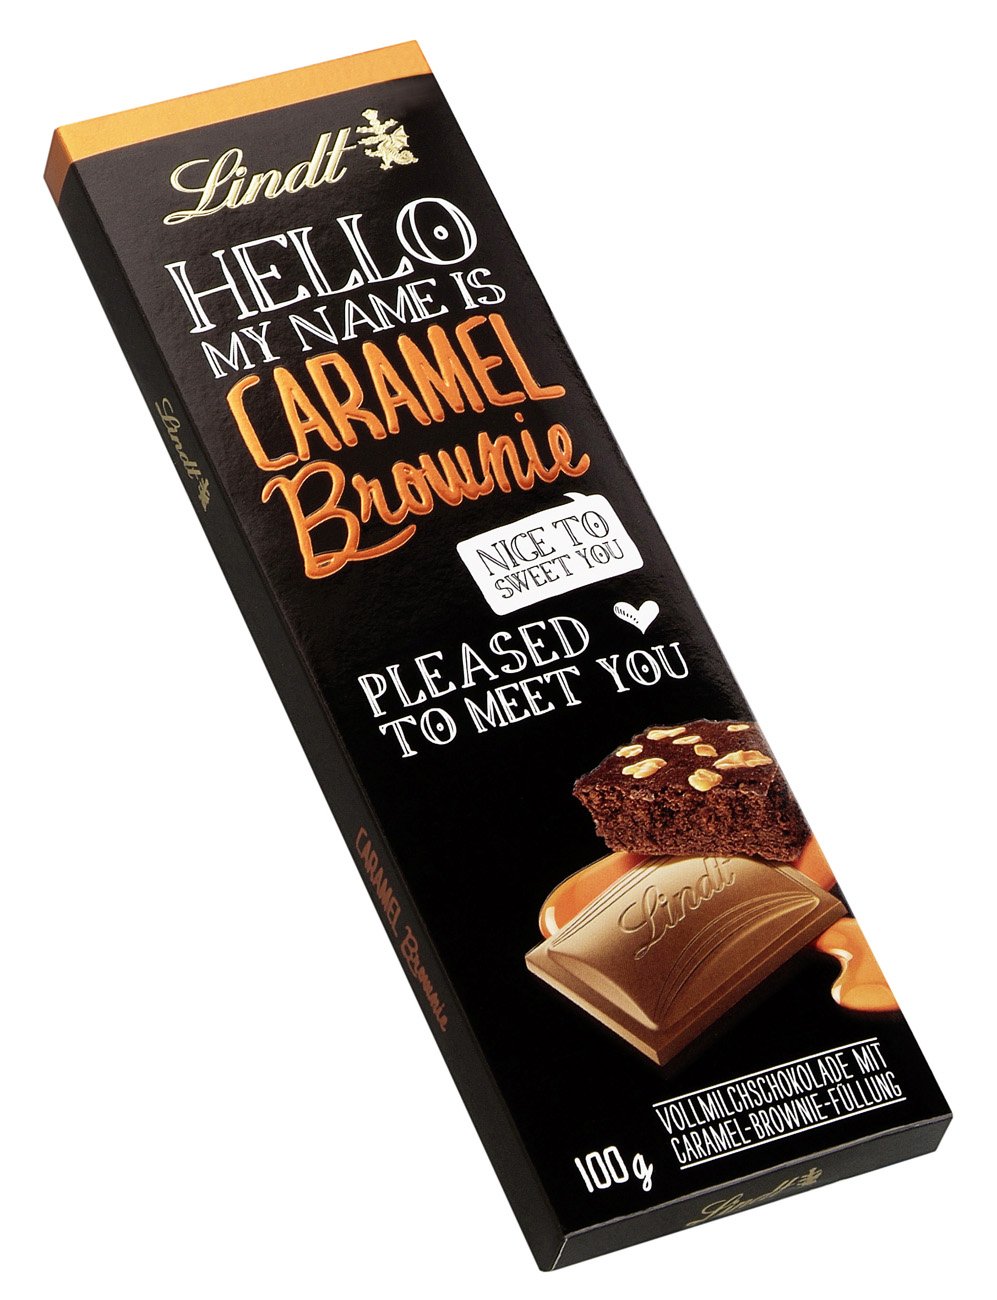 Lindt
HELLO
MY NAME IS
CARAMEL
Brownie
NICE TO
SWEET YOU
PLEASED
TO MEET YOU
Lindt
VOLLMILCHSCHOKOLADE MIT
CARAMEL-BROWNIE-FÜLLUNG
100 g
Lindt
CARAMEL Brownie
Lindt